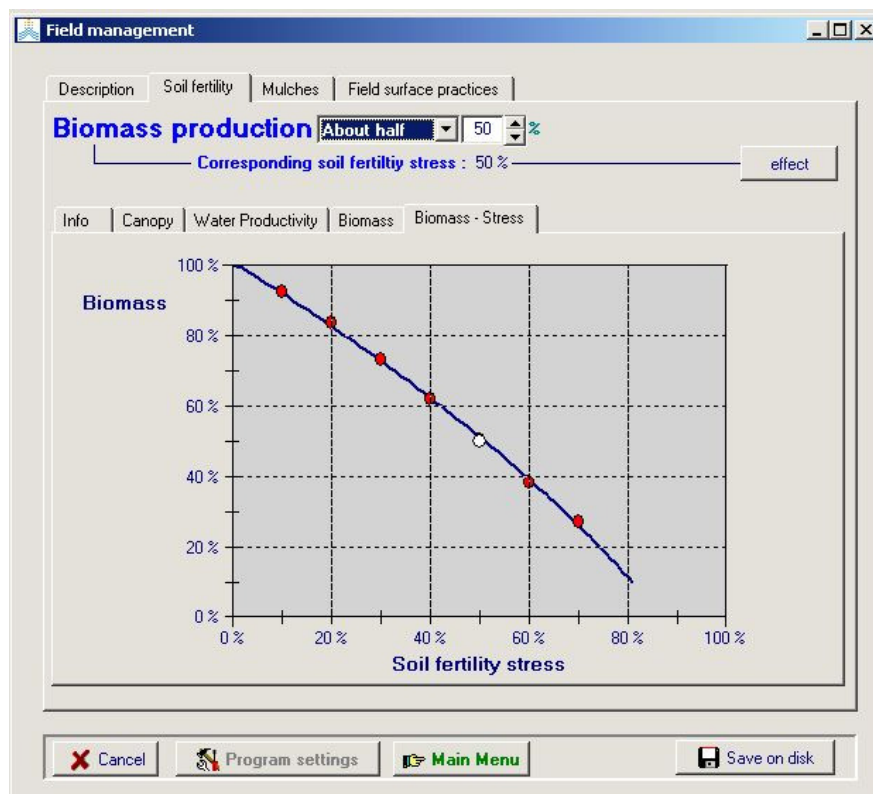 Field management
Description Soil fertility Mulches Field surface practices
Biomass production About half 50 %
Corresponding soil fertiltiy stress : 50 % effect
Info Canopy Water Productivity Biomass Biomass - Stress
100 %
Biomass
80 %
60 %
40 %
20 %
0 %
0 % 20 % 40 % 60 % 80 % 100 %
Soil fertility stress
Cancel Program settings Main Menu Save on disk